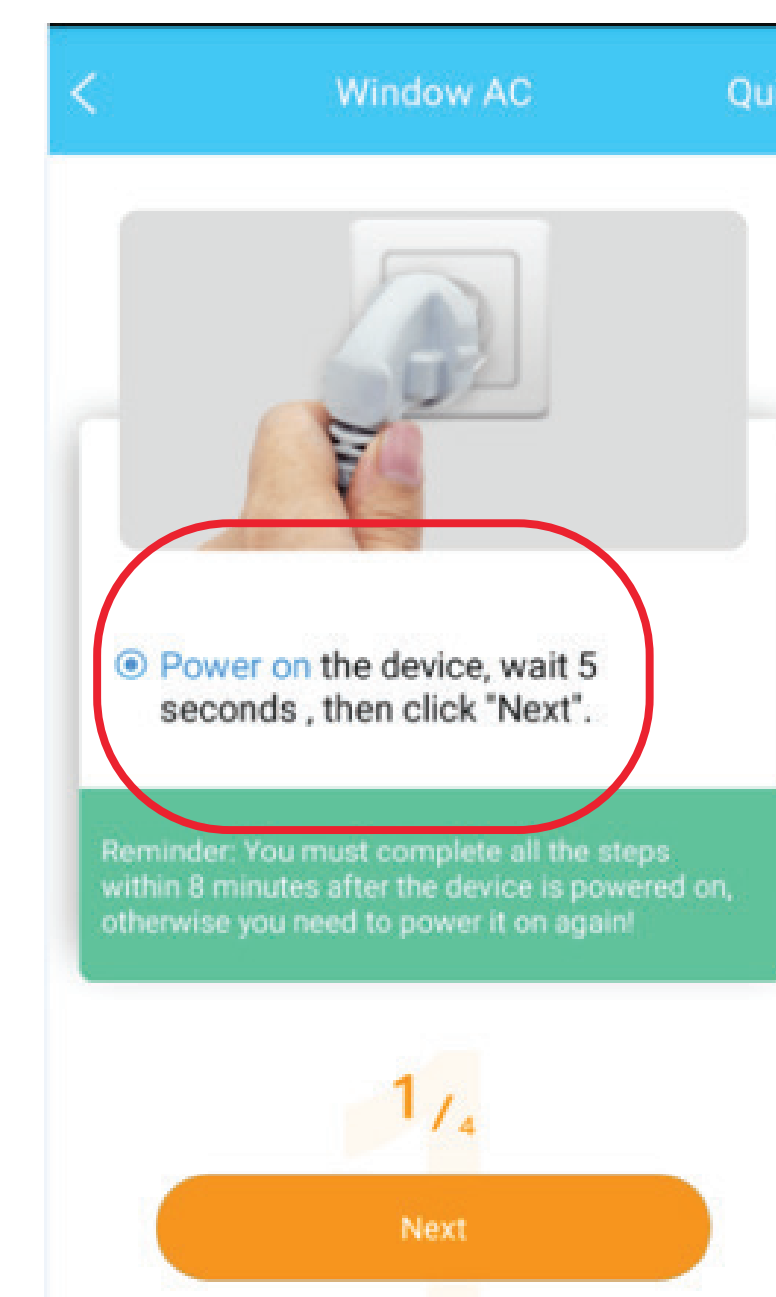 Window AC
Power on the device, wait 5
seconds , then click "Next".
Reminder: You must complete all the steps
within 8 minutes after the device is powered on,
otherwise you need to power it on again!
1/4
Next